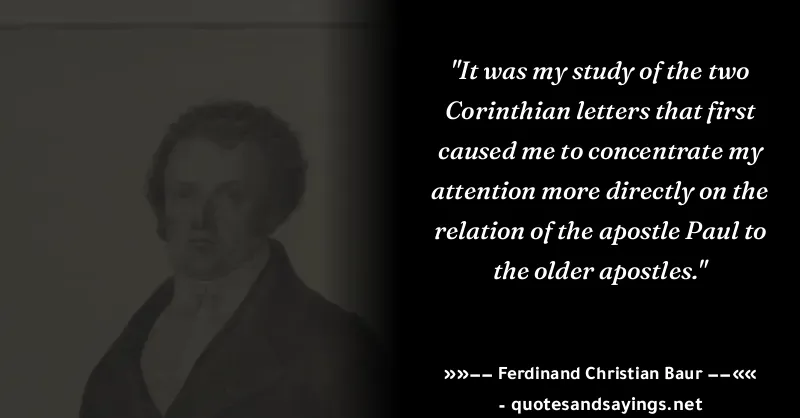 "It was my study of the two
Corinthian letters that first
caused me to concentrate my
attention more directly on the
relation of the apostle Paul to
the older apostles."
»»−− Ferdinand Christian Baur −−««
- quotesandsayings.net